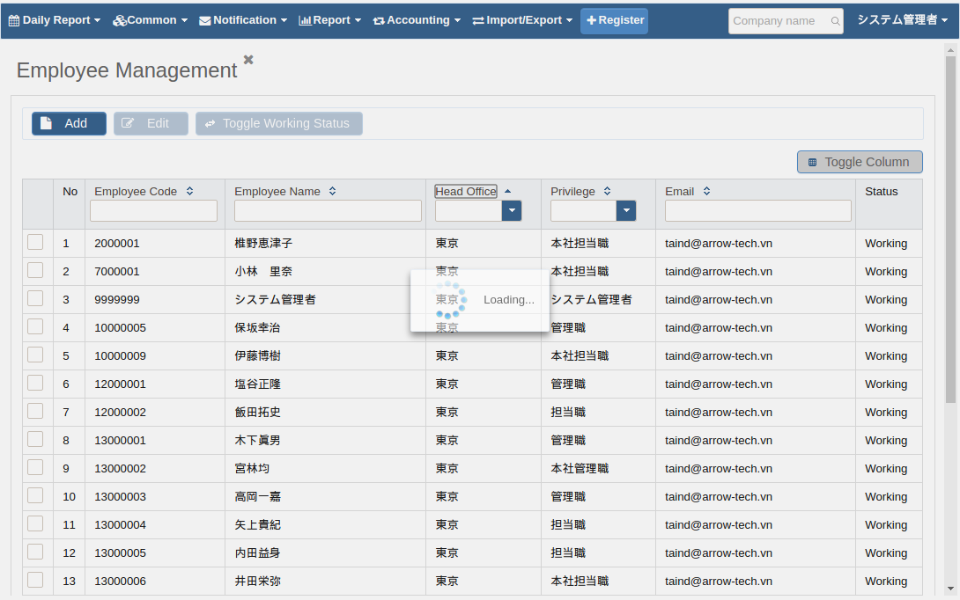 Daily Report Common Notification Report Accounting Import/Export Register Company name システム管理者
Employee Management
Add Edit Toggle Working Status
Toggle Column
No Employee Code Employee Name Head Office Privilege Email Status
1 2000001 椎野恵津子 東京 本社担当職 taind@arrow-tech.vn Working
2 7000001 小林 里奈 東京 本社担当職 taind@arrow-tech.vn Working
3 9999999 システム管理者 東京 システム管理者 taind@arrow-tech.vn Working
Loading...
4 10000005 保坂幸治 東京 管理職 taind@arrow-tech.vn Working
5 10000009 伊藤博樹 東京 本社担当職 taind@arrow-tech.vn Working
6 12000001 塩谷正隆 東京 管理職 taind@arrow-tech.vn Working
7 12000002 飯田拓史 東京 担当職 taind@arrow-tech.vn Working
8 13000001 木下眞男 東京 管理職 taind@arrow-tech.vn Working
9 13000002 宮林均 東京 本社管理職 taind@arrow-tech.vn Working
10 13000003 高岡一嘉 東京 管理職 taind@arrow-tech.vn Working
11 13000004 矢上貴紀 東京 担当職 taind@arrow-tech.vn Working
12 13000005 内田益身 東京 担当職 taind@arrow-tech.vn Working
13 13000006 井田栄弥 東京 本社担当職 taind@arrow-tech.vn Working